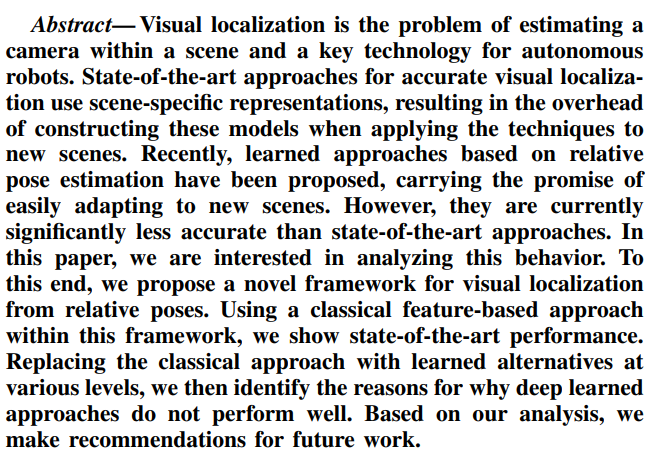 Abstract— Visual localization is the problem of estimating a
camera within a scene and a key technology for autonomous
robots. State-of-the-art approaches for accurate visual localiza-
tion use scene-specific representations, resulting in the overhead
of constructing these models when applying the techniques to
new scenes. Recently, learned approaches based on relative
pose estimation have been proposed, carrying the promise of
easily adapting to new scenes. However, they are currently
significantly less accurate than state-of-the-art approaches. In
this paper, we are interested in analyzing this behavior. To
this end, we propose a novel framework for visual localization
from relative poses. Using a classical feature-based approach
within this framework, we show state-of-the-art performance.
Replacing the classical approach with learned alternatives at
various levels, we then identify the reasons for why deep learned
approaches do not perform well. Based on our analysis, we
make recommendations for future work.